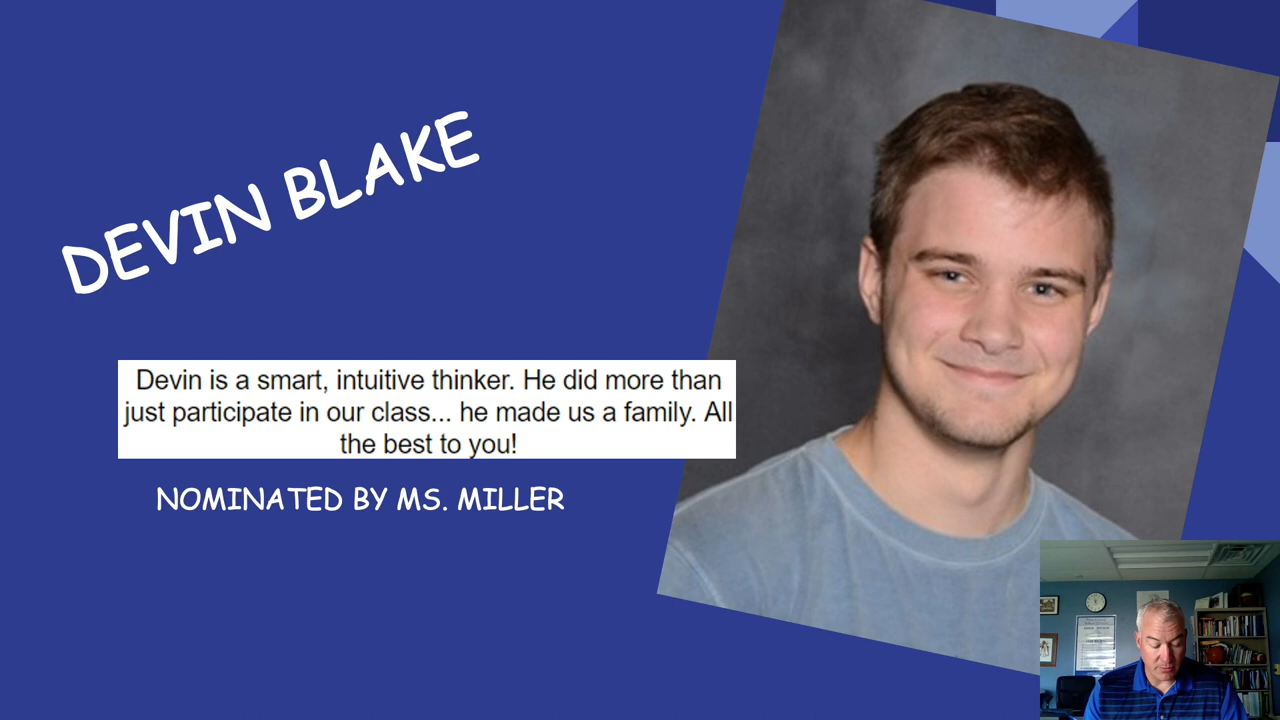 DEVIN BLAKE
Devin is a smart, intuitive thinker. He did more than
just participate in our class... he made us a family. All
the best to you!
NOMINATED BY MS. MILLER